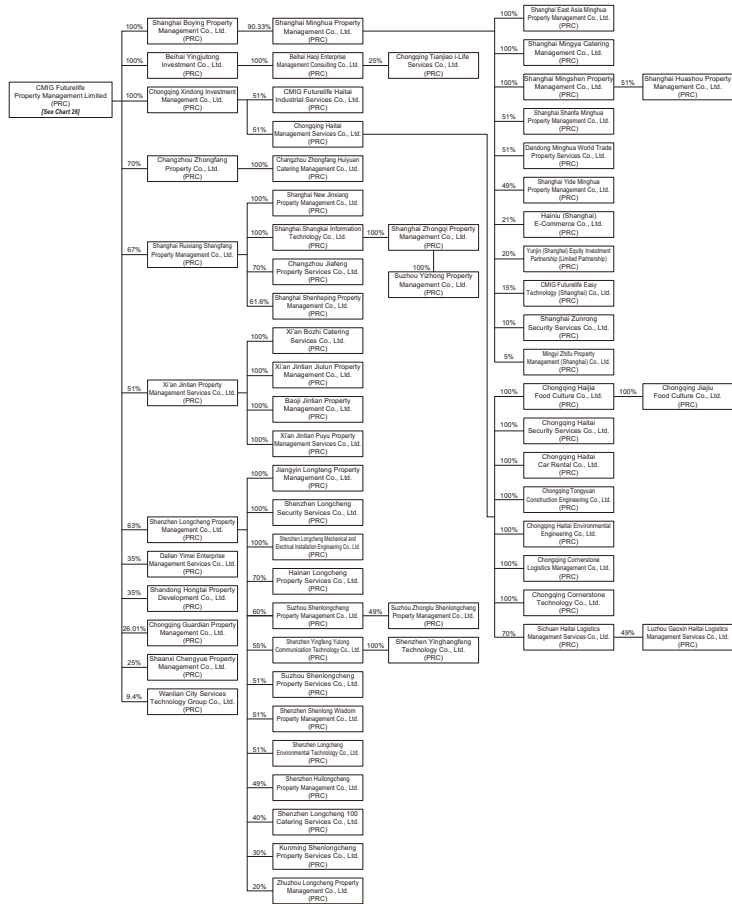 CMIG Futurelife
Property Management Limited
(PRC)
[See Chart 26]
100%
Shanghai Boying Property
Management Co., Ltd.
(PRC)
90.33%
Shanghai Minghua Property
Management Co., Ltd.
(PRC)
100%
Beihai Yingjutong
Investment Co., Ltd.
(PRC)
100%
Beihai Haoji Enterprise
Management Consulting Co., Ltd.
(PRC)
25%
Chongqing Tianjiao i-Life
Services Co., Ltd.
(PRC)
100%
Chongqing Xindong Investment
Management Co., Ltd.
(PRC)
51%
CMIG Futurelife Haitai
Industrial Services Co., Ltd.
(PRC)
51%
Chongqing Haitai
Management Services Co., Ltd.
(PRC)
70%
Changzhou Zhongfang
Property Co., Ltd.
(PRC)
100%
Changzhou Zhongfang Huiyuan
Catering Management Co., Ltd.
(PRC)
67%
Shanghai Ruixiang Shangfang
Property Management Co., Ltd.
(PRC)
100%
Shanghai New Jinxiang
Property Management Co., Ltd.
(PRC)
100%
Shanghai Shangkai Information
Technology Co., Ltd.
(PRC)
100%
Shanghai Zhongqi Property
Management Co., Ltd.
(PRC)
100%
Suzhou Yizhong Property
Management Co., Ltd.
(PRC)
70%
Changzhou Jiafeng
Property Services Co., Ltd.
(PRC)
61.6%
Shanghai Shenheping Property
Management Co., Ltd.
(PRC)
51%
Xi'an Jintian Property
Management Services Co., Ltd.
(PRC)
100%
Xi'an Bozhi Catering
Services Co., Ltd.
(PRC)
100%
Xi'an Jintian Jiulun Property
Management Co., Ltd.
(PRC)
100%
Baoji Jintian Property
Management Co., Ltd.
(PRC)
100%
Xi'an Jintian Puyu Property
Management Services Co., Ltd.
(PRC)
63%
Shenzhen Longcheng Property
Management Co., Ltd.
(PRC)
100%
Jiangyin Longteng Property
Management Co., Ltd.
(PRC)
100%
Shenzhen Longcheng
Security Services Co., Ltd.
(PRC)
100%
Shenzhen Longcheng Mechanical and
Electrical Installation Engineering Co., Ltd.
(PRC)
70%
Hainan Longcheng
Property Services Co., Ltd.
(PRC)
60%
Suzhou Shenlongcheng
Property Management Co., Ltd.
(PRC)
49%
Suzhou Zhonglu Shenlongcheng
Property Management Co., Ltd.
(PRC)
55%
Shenzhen Yingfeng Yutong
Communication Technology Co., Ltd.
(PRC)
100%
Shenzhen Yinghangfeng
Technology Co., Ltd.
(PRC)
51%
Suzhou Shenlongcheng
Property Services Co., Ltd.
(PRC)
51%
Shenzhen Shenlong Wisdom
Property Management Co., Ltd.
(PRC)
51%
Shenzhen Longcheng
Environmental Technology Co., Ltd.
(PRC)
49%
Shenzhen Huilongcheng
Property Management Co., Ltd.
(PRC)
40%
Shenzhen Longcheng 100
Catering Services Co., Ltd.
(PRC)
30%
Kunming Shenlongcheng
Property Services Co., Ltd.
(PRC)
20%
Zhuzhou Longcheng Property
Management Co., Ltd.
(PRC)
35%
Dalian Yimei Enterprise
Management Services Co., Ltd.
(PRC)
35%
Shandong Hongtai Property
Development Co., Ltd.
(PRC)
26.01%
Chongqing Guardian Property
Management Co., Ltd.
(PRC)
25%
Shaanxi Chengyue Property
Management Co., Ltd.
(PRC)
9.4%
Wanlian City Services
Technology Group Co., Ltd.
(PRC)
100%
Shanghai East Asia Minghua
Property Management Co., Ltd.
(PRC)
100%
Shanghai Mingya Catering
Management Co., Ltd.
(PRC)
100%
Shanghai Mingshen Property
Management Co., Ltd.
(PRC)
51%
Shanghai Huashou Property
Management Co., Ltd.
(PRC)
51%
Shanghai Shanfa Minghua
Property Management Co., Ltd.
(PRC)
51%
Dandong Minghua World Trade
Property Services Co., Ltd.
(PRC)
49%
Shanghai Yide Minghua
Property Management Co., Ltd.
(PRC)
21%
Hainiu (Shanghai)
E-Commerce Co., Ltd.
(PRC)
20%
Yunjin (Shanghai) Equity Investment
Partnership (Limited Partnership)
(PRC)
15%
CMIG Futurelife Easy
Technology (Shanghai) Co., Ltd.
(PRC)
10%
Shanghai Zunrong
Security Services Co., Ltd.
(PRC)
5%
Mingyi Zhifu Property
Management (Shanghai) Co., Ltd.
(PRC)
100%
Chongqing Haijia
Food Culture Co., Ltd.
(PRC)
100%
Chongqing Jiajiu
Food Culture Co., Ltd.
(PRC)
100%
Chongqing Haitai
Security Services Co., Ltd.
(PRC)
100%
Chongqing Haitai
Car Rental Co., Ltd.
(PRC)
100%
Chongqing Tongyuan
Construction Engineering Co., Ltd.
(PRC)
100%
Chongqing Haitai Environmental
Engineering Co., Ltd.
(PRC)
100%
Chongqing Cornerstone
Logistics Management Co., Ltd.
(PRC)
100%
Chongqing Cornerstone
Technology Co., Ltd.
(PRC)
70%
Sichuan Haitai Logistics
Management Services Co., Ltd.
(PRC)
49%
Luzhou Gaoxin Haitai Logistics
Management Services Co., Ltd.
(PRC)